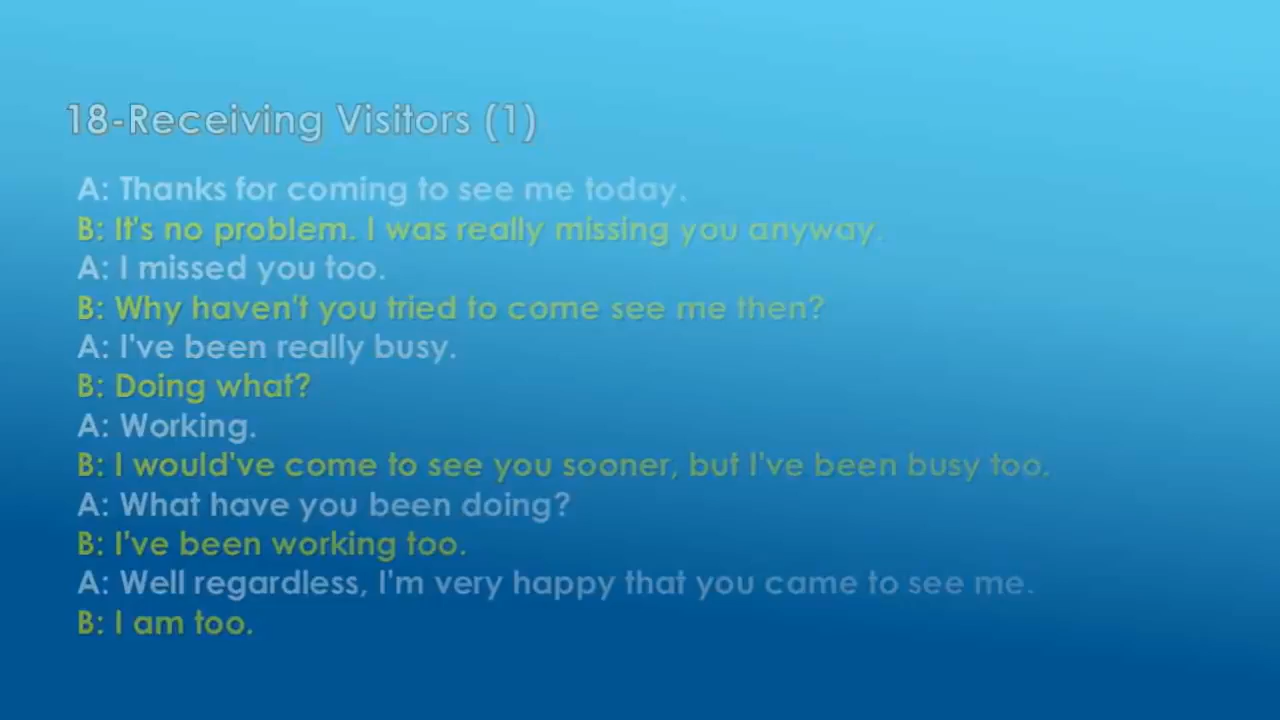 18-Receiving Visitors (1)
A: Thanks for coming to see me today.
B: It's no problem. I was really missing you anyway.
A: I missed you too.
B: Why haven't you tried to come see me then?
A: I've been really busy.
B: Doing what?
A: Working.
B: I would've come to see you sooner, but I've been busy too.
A: What have you been doing?
B: I've been working too.
A: Well regardless, I'm very happy that you came to see me.
B: I am too.